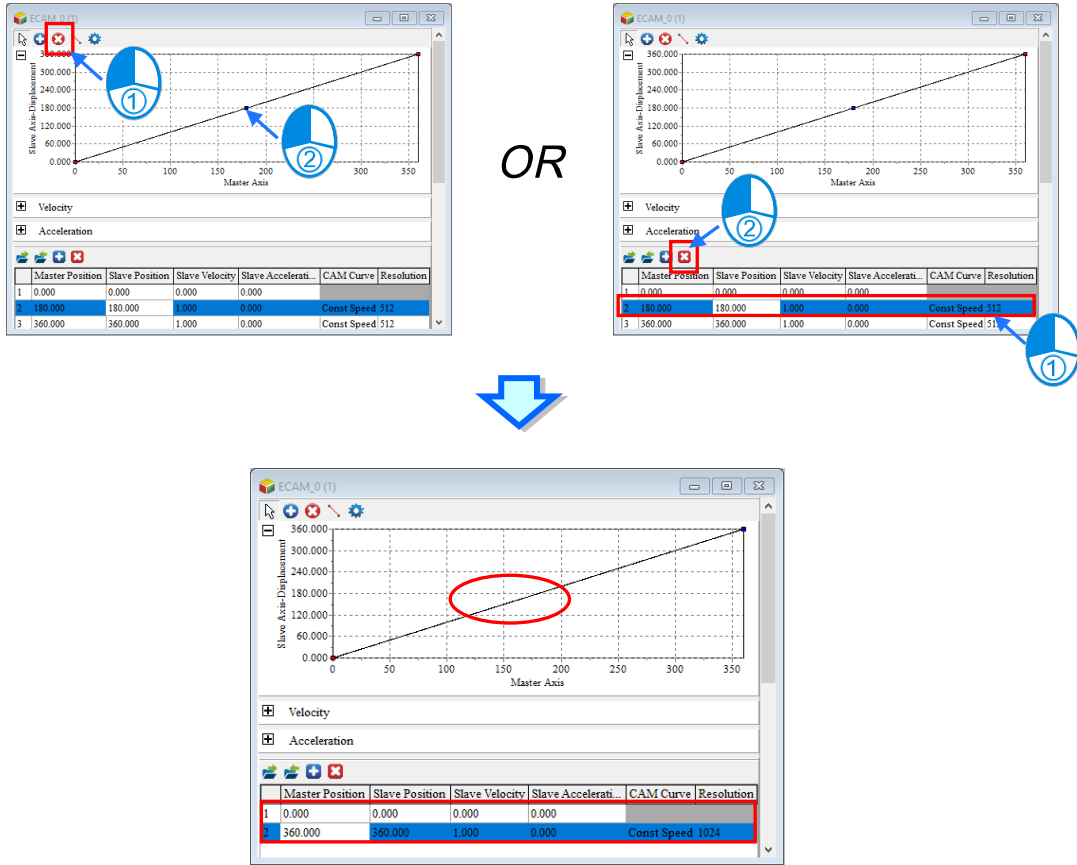 ECAM_0 (1)
360.000
300.000
240.000
180.000
120.000
60.000
0.000
Slave Axis-Displacement
0 50 100 150 200 300 350
Master Axis
①
②
Velocity
Acceleration
Master Position Slave Position Slave Velocity Slave Accelerati... CAM Curve Resolution
1 0.000 0.000 0.000 0.000
2 180.000 180.000 1.000 0.000 Const Speed 512
3 360.000 360.000 1.000 0.000 Const Speed 512
OR
ECAM_0 (1)
360.000
300.000
240.000
180.000
120.000
60.000
0.000
Slave Axis-Displacement
0 50 100 150 200 250 300 350
Master Axis
②
Velocity
Acceleration
Master Position Slave Position Slave Velocity Slave Accelerati... CAM Curve Resolution
1 0.000 0.000 0.000 0.000
2 180.000 180.000 1.000 0.000 Const Speed 512
3 360.000 360.000 1.000 0.000 Const Speed
①
ECAM_0 (1)
360.000
300.000
240.000
180.000
120.000
60.000
0.000
Slave Axis-Displacement
0 50 100 150 200 250 300 350
Master Axis
Velocity
Acceleration
Master Position Slave Position Slave Velocity Slave Accelerati... CAM Curve Resolution
1 0.000 0.000 0.000 0.000
2 360.000 360.000 1.000 0.000 Const Speed 1024